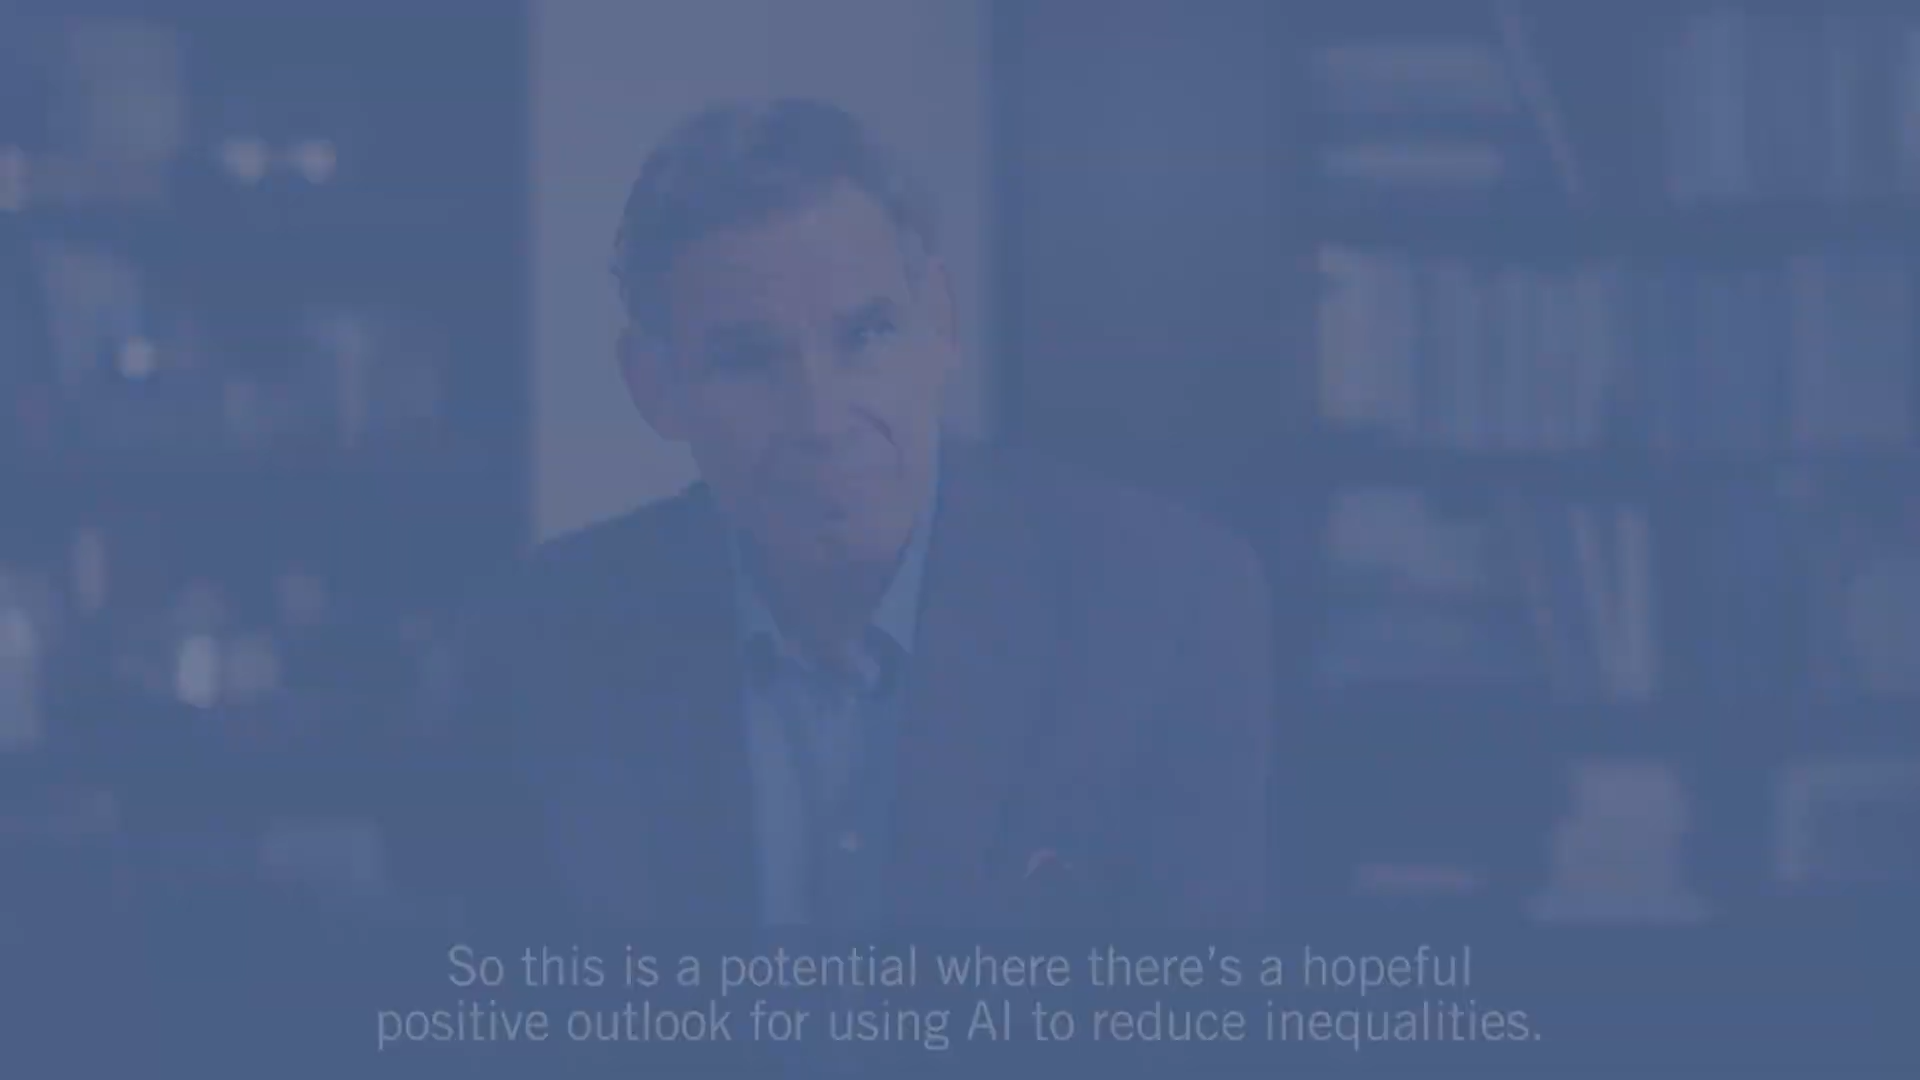 So this is a potential where there's a hopeful
positive outlook for using AI to reduce inequalities.